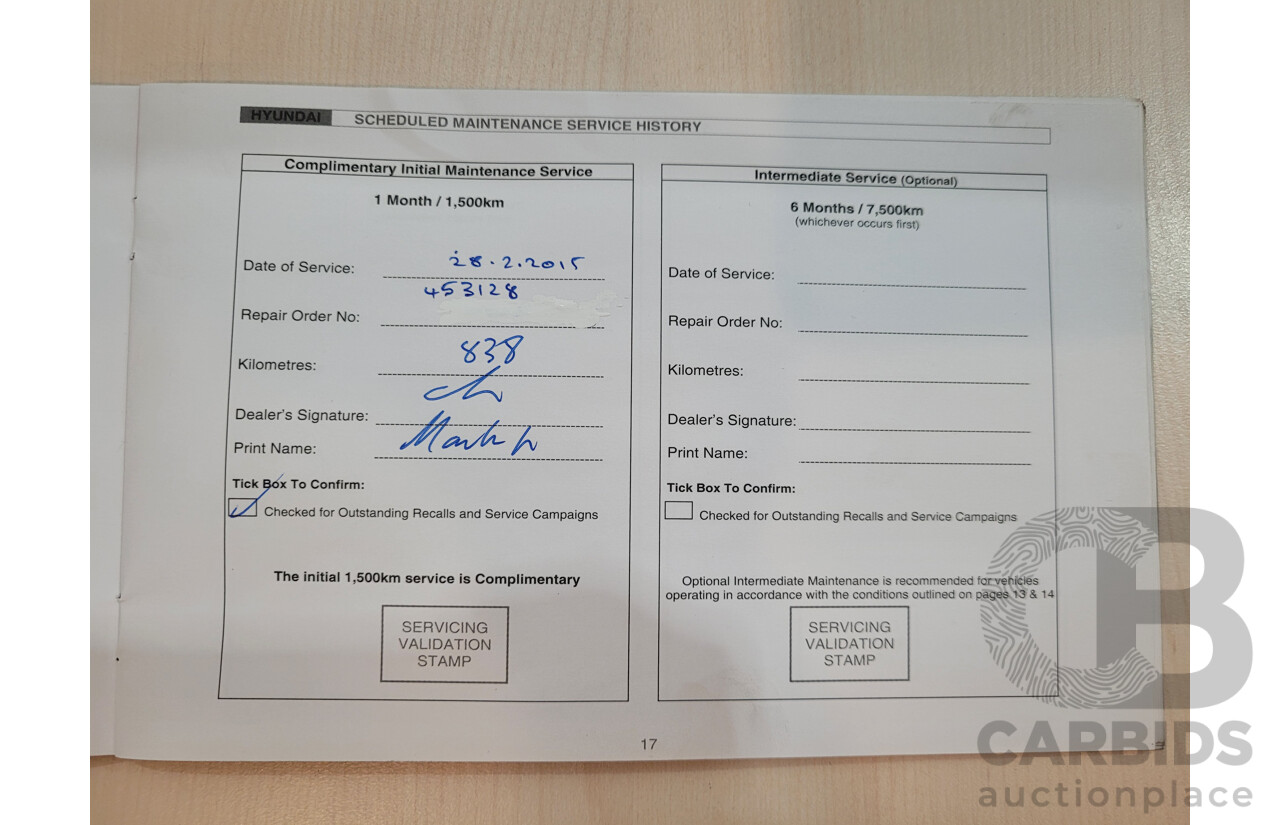 HYUNDAI SCHEDULED MAINTENANCE SERVICE HISTORY
Complimentary Initial Maintenance Service
1 Month / 1,500km
Date of Service: 28.2.2015
453128
Repair Order No:
Kilometres: 838
Dealer's Signature:
Print Name: Mark
Tick Box To Confirm:
Checked for Outstanding Recalls and Service Campaigns
The initial 1,500km service is Complimentary
SERVICING
VALIDATION
STAMP
Intermediate Service (Optional)
6 Months / 7,500km
(whichever occurs first)
Date of Service:
Repair Order No:
Kilometres:
Dealer's Signature:
Print Name:
Tick Box To Confirm:
Checked for Outstanding Recalls and Service Campaigns
Optional Intermediate Maintenance is recommended for vehicles
operating in accordance with the conditions outlined on pages 13 & 14
SERVICING
VALIDATION
STAMP
17
CB
CARBIDS
auctionplace